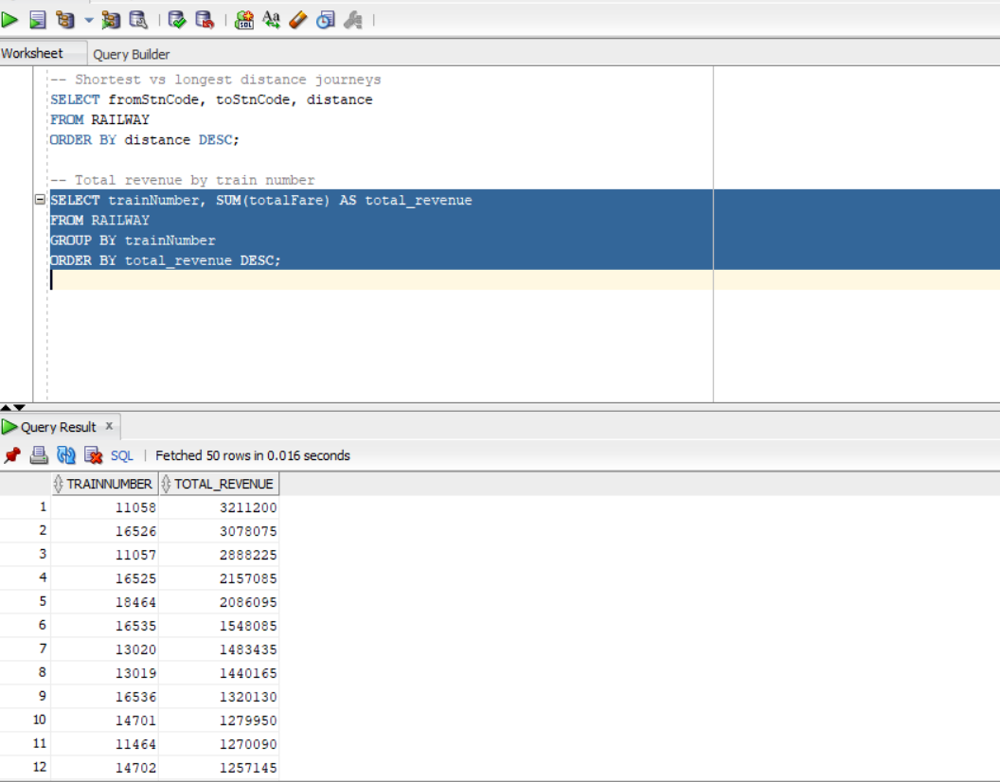 Worksheet Query Builder
-- Shortest vs longest distance journeys
SELECT fromStnCode, toStnCode, distance
FROM RAILWAY
ORDER BY distance DESC;
-- Total revenue by train number
SELECT trainNumber, SUM(totalFare) AS total_revenue
FROM RAILWAY
GROUP BY trainNumber
ORDER BY total_revenue DESC;
Query Result x
SQL | Fetched 50 rows in 0.016 seconds
TRAINNUMBER TOTAL_REVENUE
1 11058 3211200
2 16526 3078075
3 11057 2888225
4 16525 2157085
5 18464 2086095
6 16535 1548085
7 13020 1483435
8 13019 1440165
9 16536 1320130
10 14701 1279950
11 11464 1270090
12 14702 1257145